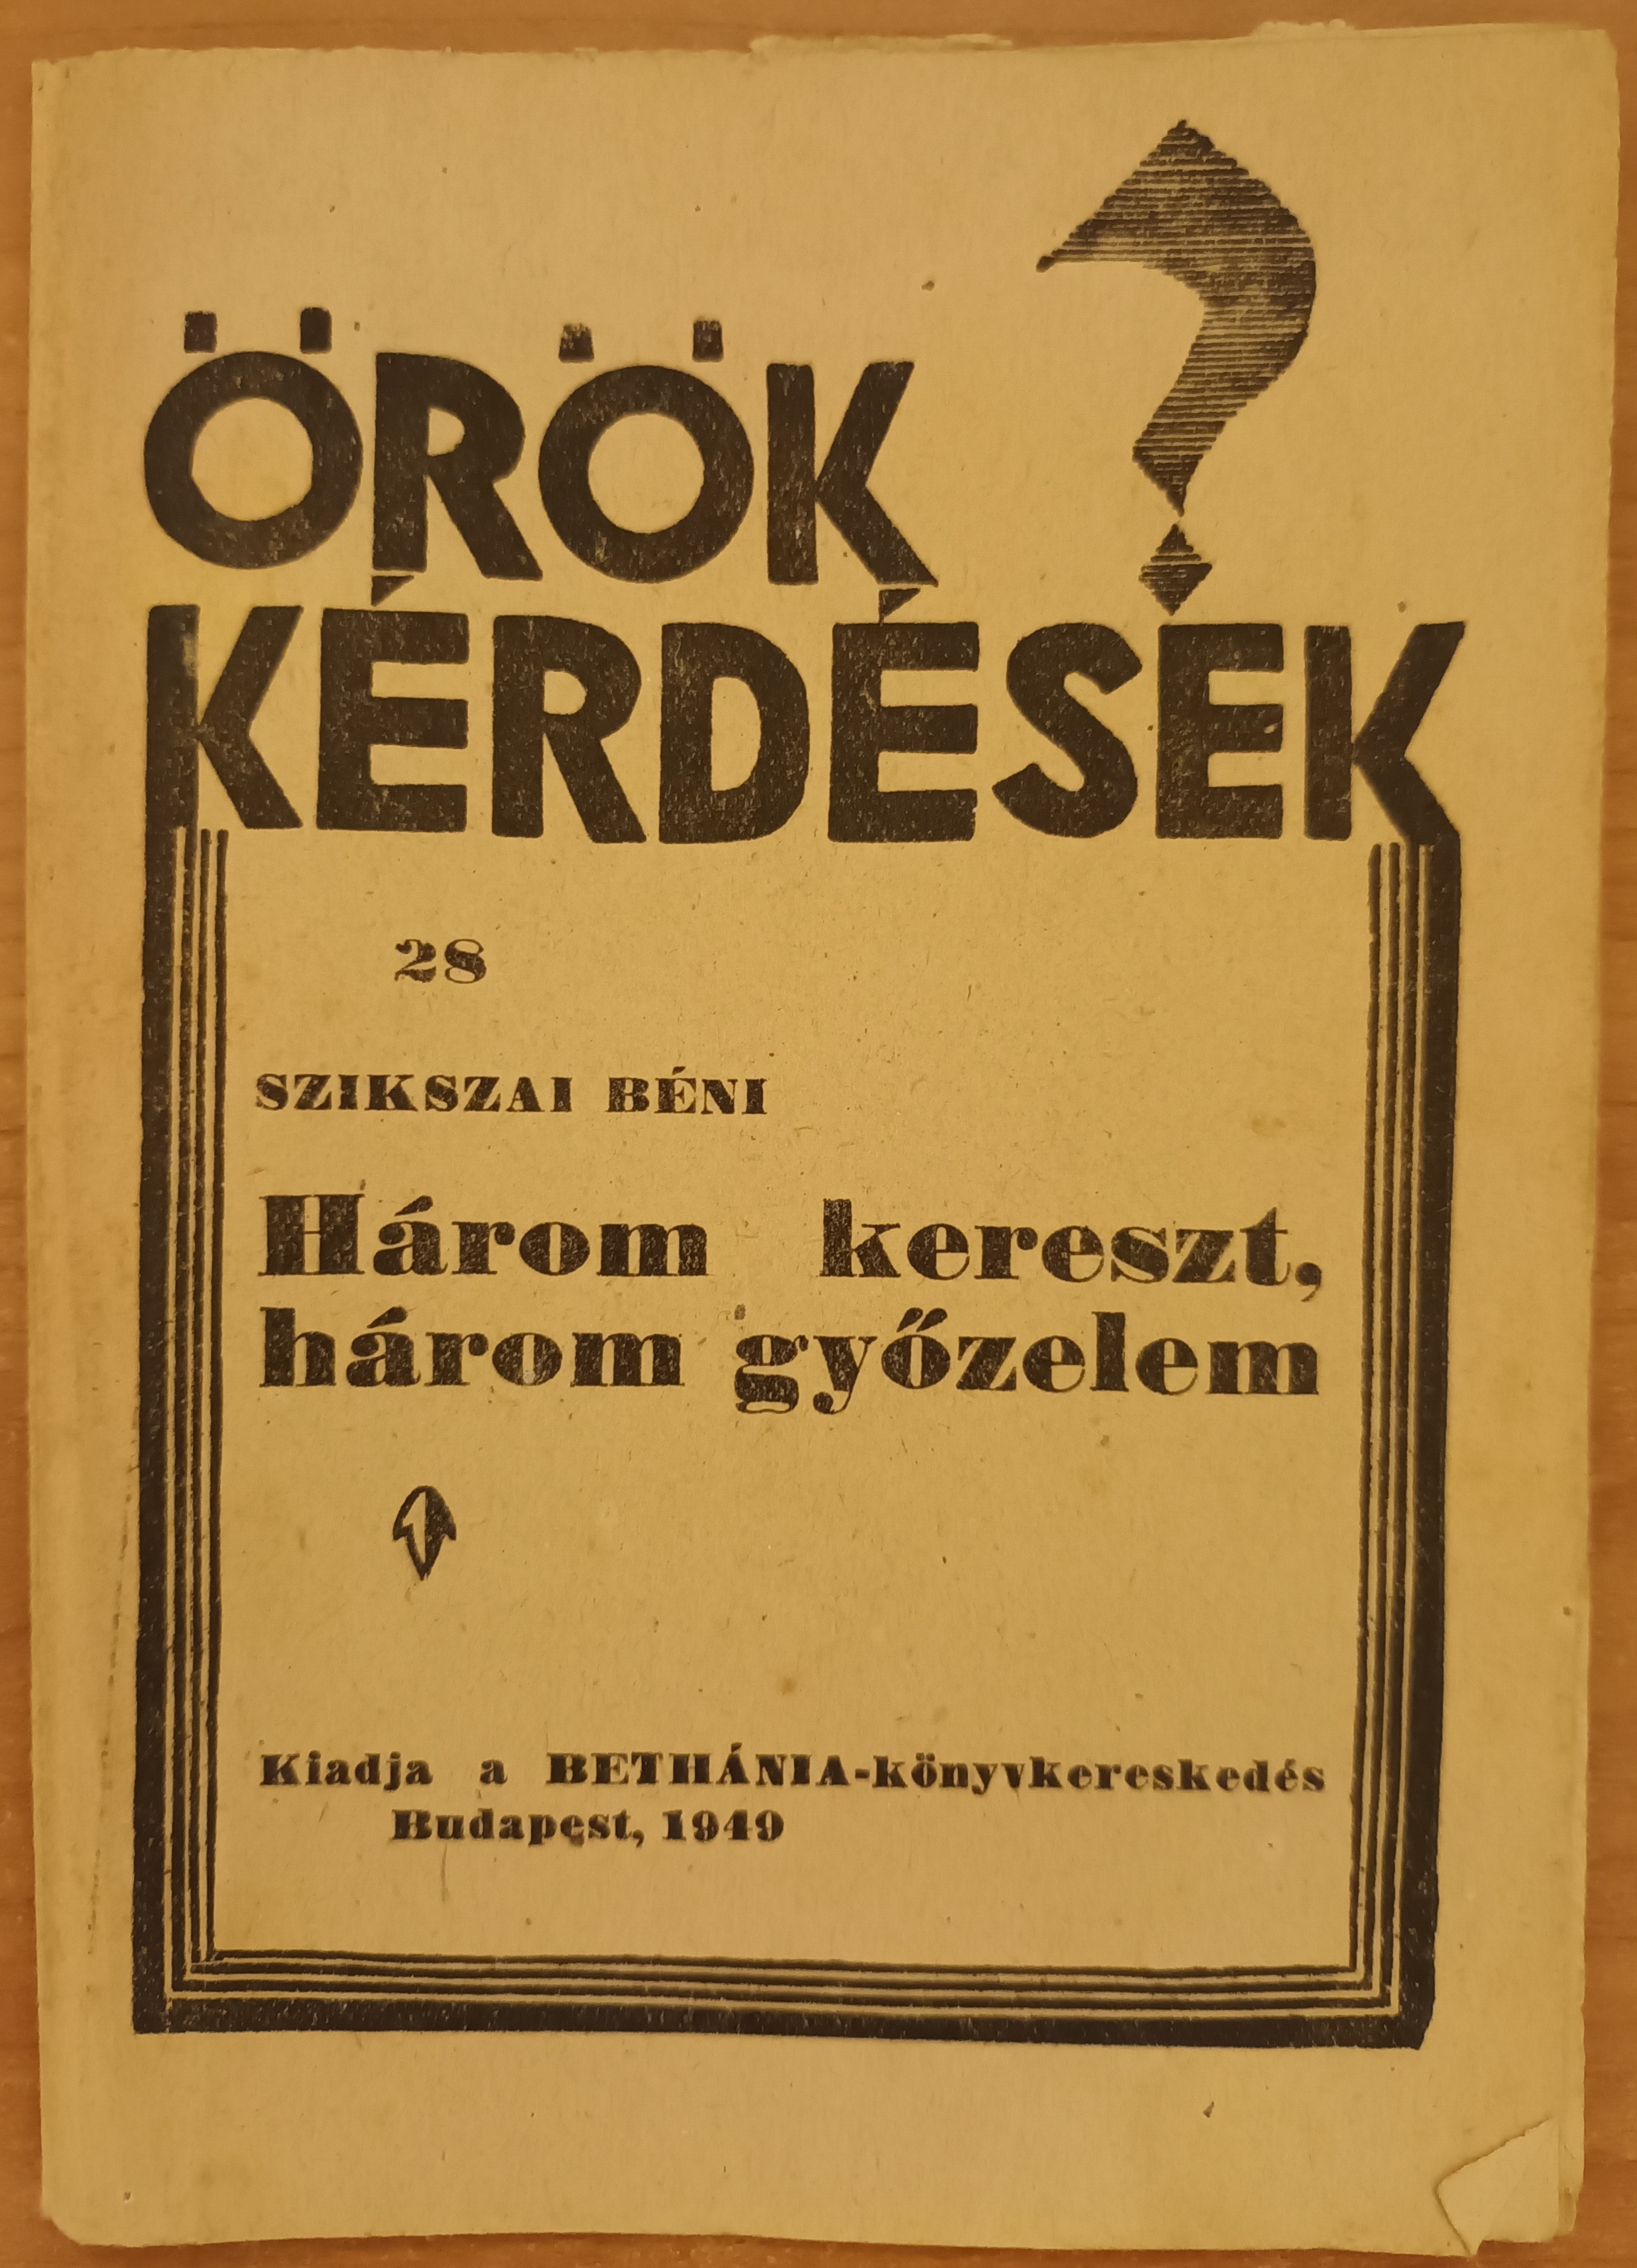 ÖRÖK ?
KÉRDÉSEK
28
SZIKSZAI BÉNI
Három kereszt,
három győzelem
Kiadja a BETHÁNIA-könyvkereskedés
Budapest, 1949